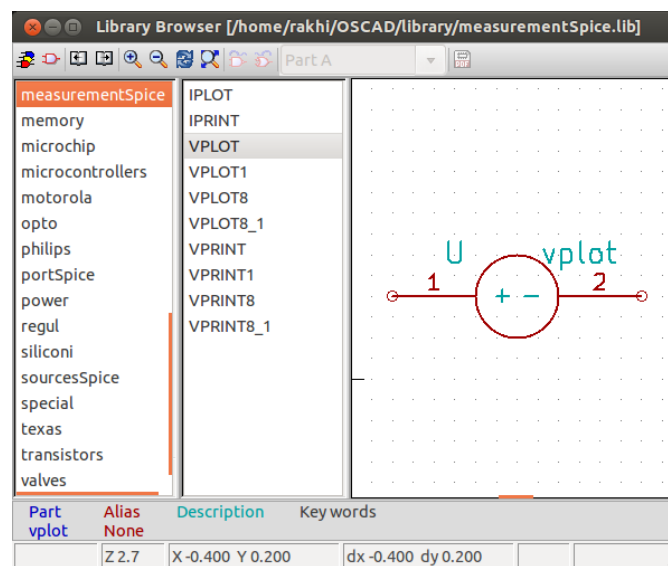 Library Browser [/home/rakhi/OSCAD/library/measurementSpice.lib]
Part A
measurementSpice
memory
microchip
microcontrollers
motorola
opto
philips
portSpice
power
regul
siliconi
sourcesSpice
special
texas
transistors
valves
IPLOT
IPRINT
VPLOT
VPLOT1
VPLOT8
VPLOT8_1
VPRINT
VPRINT1
VPRINT8
VPRINT8_1
U vplot
1 + - 2
Part Alias Description Key words
vplot None
Z 2.7 X -0.400 Y 0.200 dx -0.400 dy 0.200